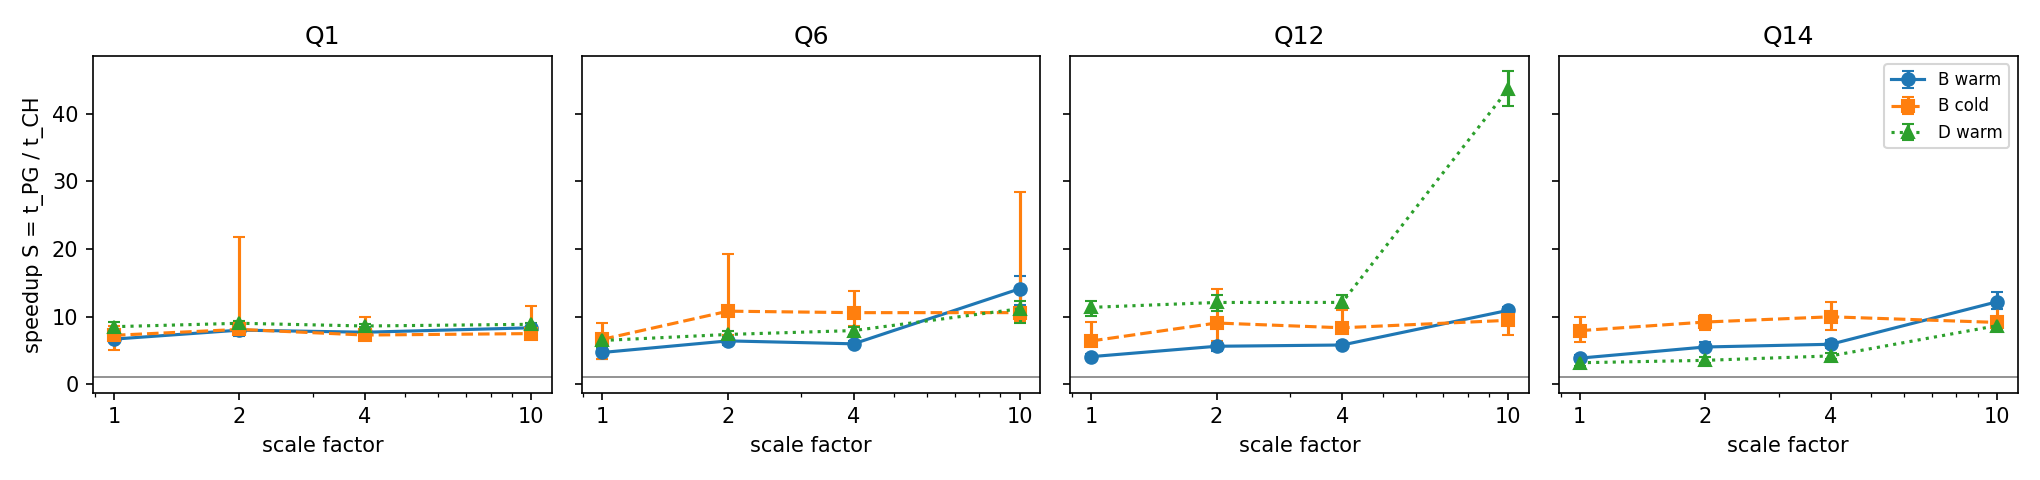 Q1
Q6
Q12
Q14
speedup S = t_PG / t_CH
40
30
20
10
0
B warm
B cold
D warm
1 2 4 10
1 2 4 10
1 2 4 10
1 2 4 10
scale factor
scale factor
scale factor
scale factor